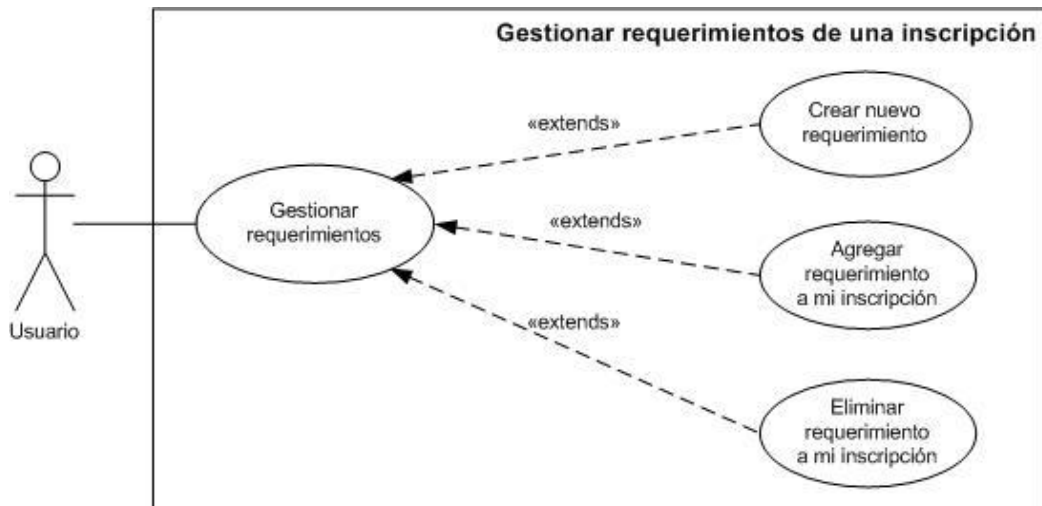 Gestionar requerimientos de una inscripción
Crear nuevo
requerimiento
«extends»
Gestionar
requerimientos
«extends»
Agregar
requerimiento
a mi inscripción
Usuario
«extends»
Eliminar
requerimiento
a mi inscripción